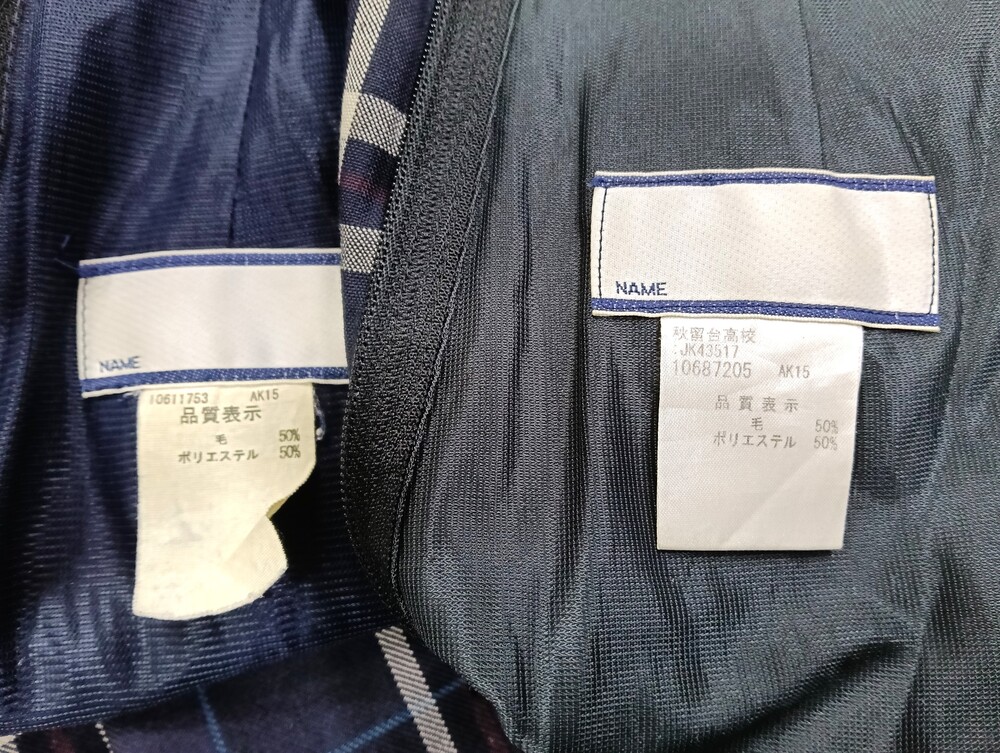 NAME
10611753 AK15
品質表示
毛 50%
ポリエステル 50%
NAME
秋留台高校
:JK43517
10687205 AK15
品質表示
毛 50%
ポリエステル 50%